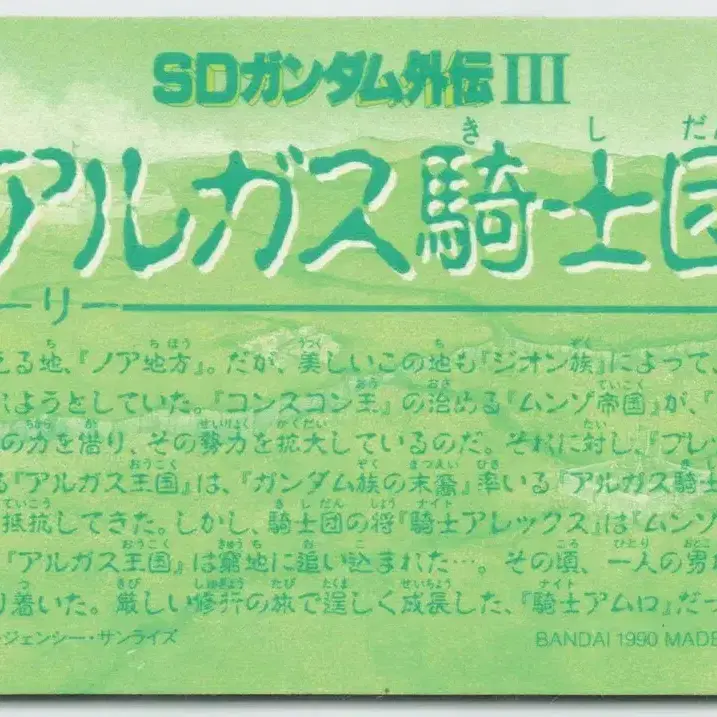 SDガンダム外伝III
アルガス騎士団
きしだん
ーリー
える地、『ノア地方』。だが、美しいこの地も『ジオン族』によって、
ようとしていた。『コンスコン王』の治める『ムンゾ帝国』が、『
の力を借り、その勢力を拡大しているのだ。それに対し、『ブレッ
る『アルガス王国』は、『ガンダム族の末裔』率いる『アルガス騎士
抵抗してきた。しかし、騎士団の将『騎士アレックス』は『ムンゾ
『アルガス王国』は窮地に追い込まれた…。その頃、一人の男が
り着いた。厳しい修行の旅で逞しく成長した、『騎士アムロ』だっ
ジェンシー・サンライズ
BANDAI 1990 MADE